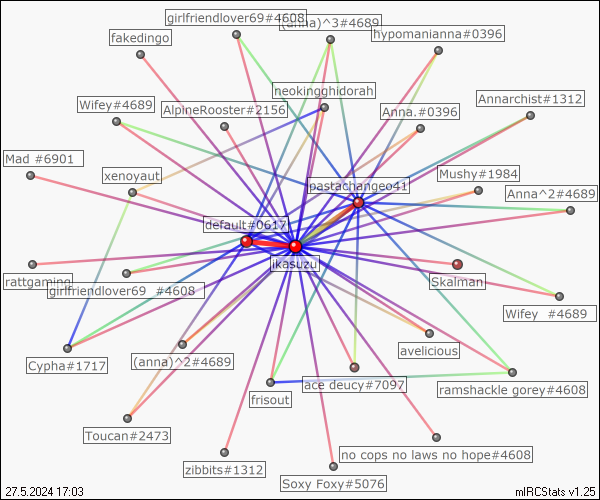 girlfriendlover69#4608
(anna)^3#4689
fakedingo
hypomanianna#0396
neokingghidorah
Annarchist#1312
Wifey#4689
AlpineRooster#2156
Anna.#0396
Mad #6901
xenoyaut
pastachangeo41
Mushy#1984
Anna^2#4689
default#0617
ikasuzu
rattgaming
girlfriendlover69 #4608
Skalman
Wifey #4689
Cypha#1717
(anna)^2#4689
avelicious
ace deucy#7097
ramshackle gorey#4608
frisout
Toucan#2473
no cops no laws no hope#4608
zibbits#1312
Soxy Foxy#5076
27.5.2024 17:03
mIRCStats v1.25